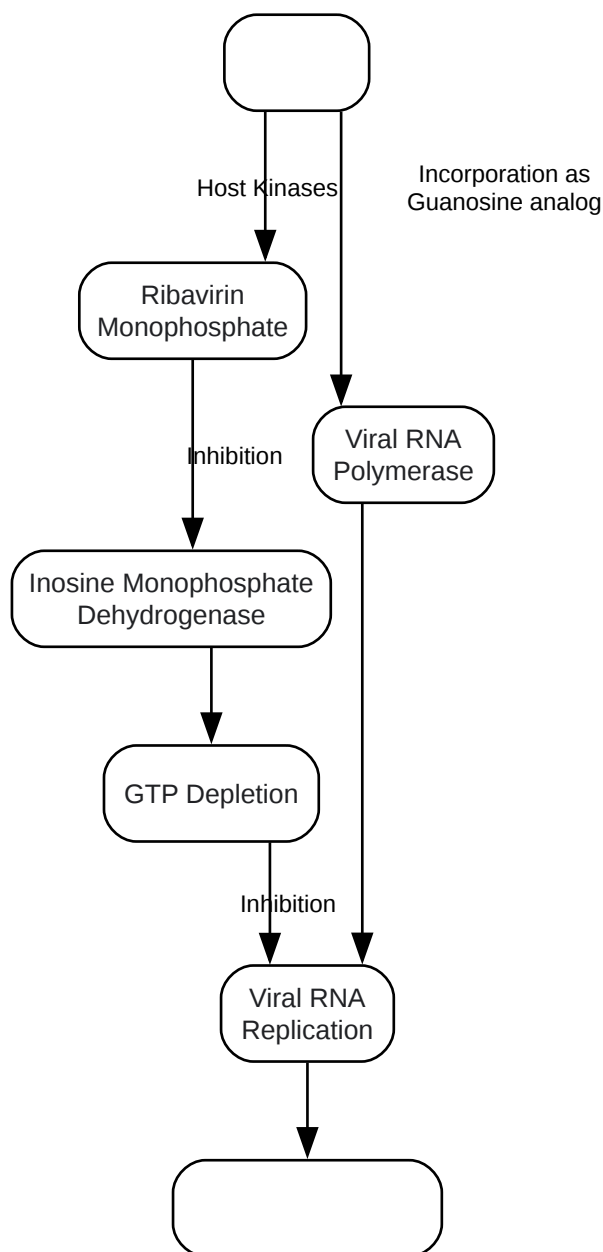 Host Kinases
Incorporation as
Guanosine analog
Ribavirin
Monophosphate
Inhibition
Viral RNA
Polymerase
Inosine Monophosphate
Dehydrogenase
GTP Depletion
Inhibition
Viral RNA
Replication